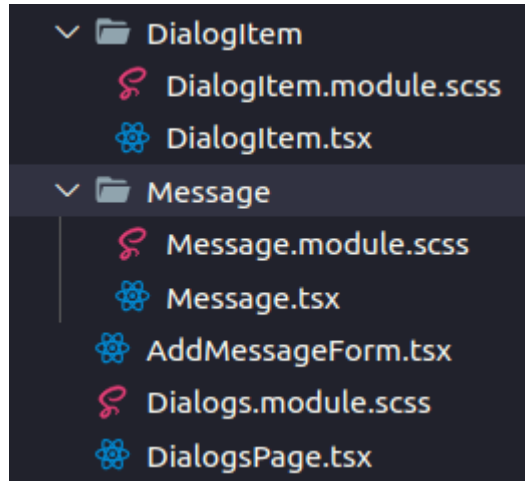 DialogItem
DialogItem.module.scss
DialogItem.tsx
Message
Message.module.scss
Message.tsx
AddMessageForm.tsx
Dialogs.module.scss
DialogsPage.tsx